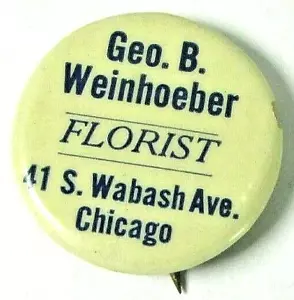 Geo. B.
Weinhoeber
FLORIST
41 S. Wabash Ave.
Chicago